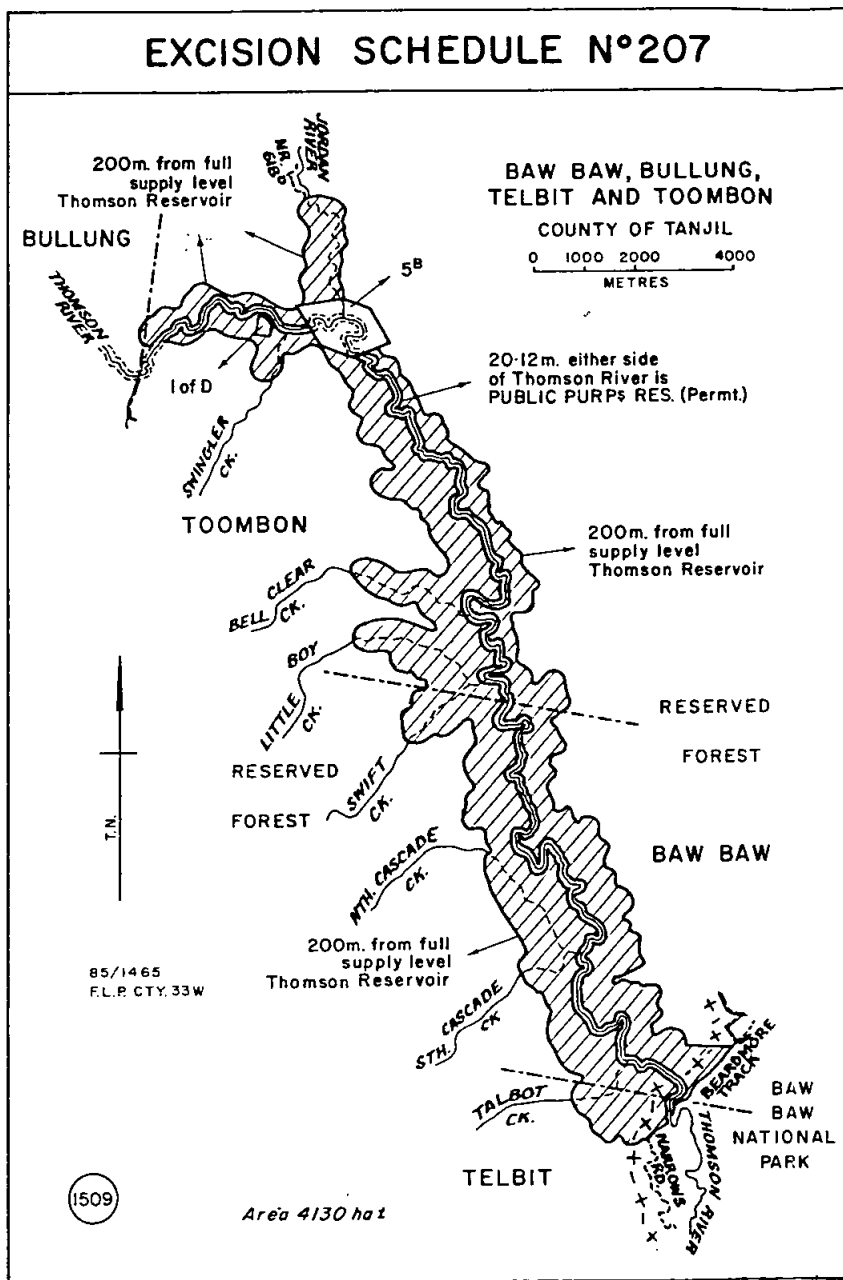 EXCISION SCHEDULE Nº207
JORDAN
RIVER
200m. from full
supply level
Thomson Reservoir
BULLUNG
BAW BAW, BULLUNG,
TELBIT AND TOOMBON
COUNTY OF TANJIL
0 1000 2000 4000
METRES
5B
THOMSON
RIVER
1 of D
20·12m. either side
of Thomson River is
PUBLIC PURPs RES. (Permt.)
SWINGLER
CK.
TOOMBON
200m. from full
supply level
Thomson Reservoir
CLEAR
BELL CK.
BOY
LITTLE CK.
RESERVED
FOREST
RESERVED
FOREST
SWIFT
CK.
T.N.
BAW BAW
NTH. CASCADE
CK.
200m. from full
supply level
Thomson Reservoir
85/1465
F.L.P. CTY. 33W
CASCADE
STH. CK
BEARDMORE
TRACK
TALBOT
CK.
BAW
BAW
NATIONAL
PARK
NARROWS
RD.
THOMSON RIVER
TELBIT
1509
Area 4130 ha±